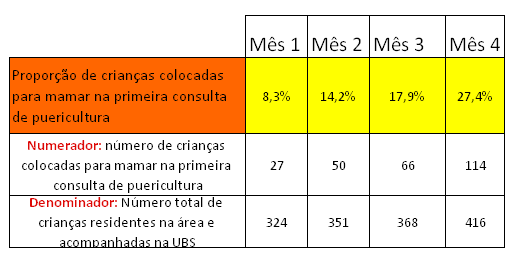 Mês 1 Mês 2 Mês 3 Mês 4
Proporção de crianças colocadas
para mamar na primeira consulta
de puericultura
8,3% 14,2% 17,9% 27,4%
Numerador: número de crianças
colocadas para mamar na primeira
consulta de puericultura
27 50 66 114
Denominador: Número total de
crianças residentes na área e
acompanhadas na UBS
324 351 368 416